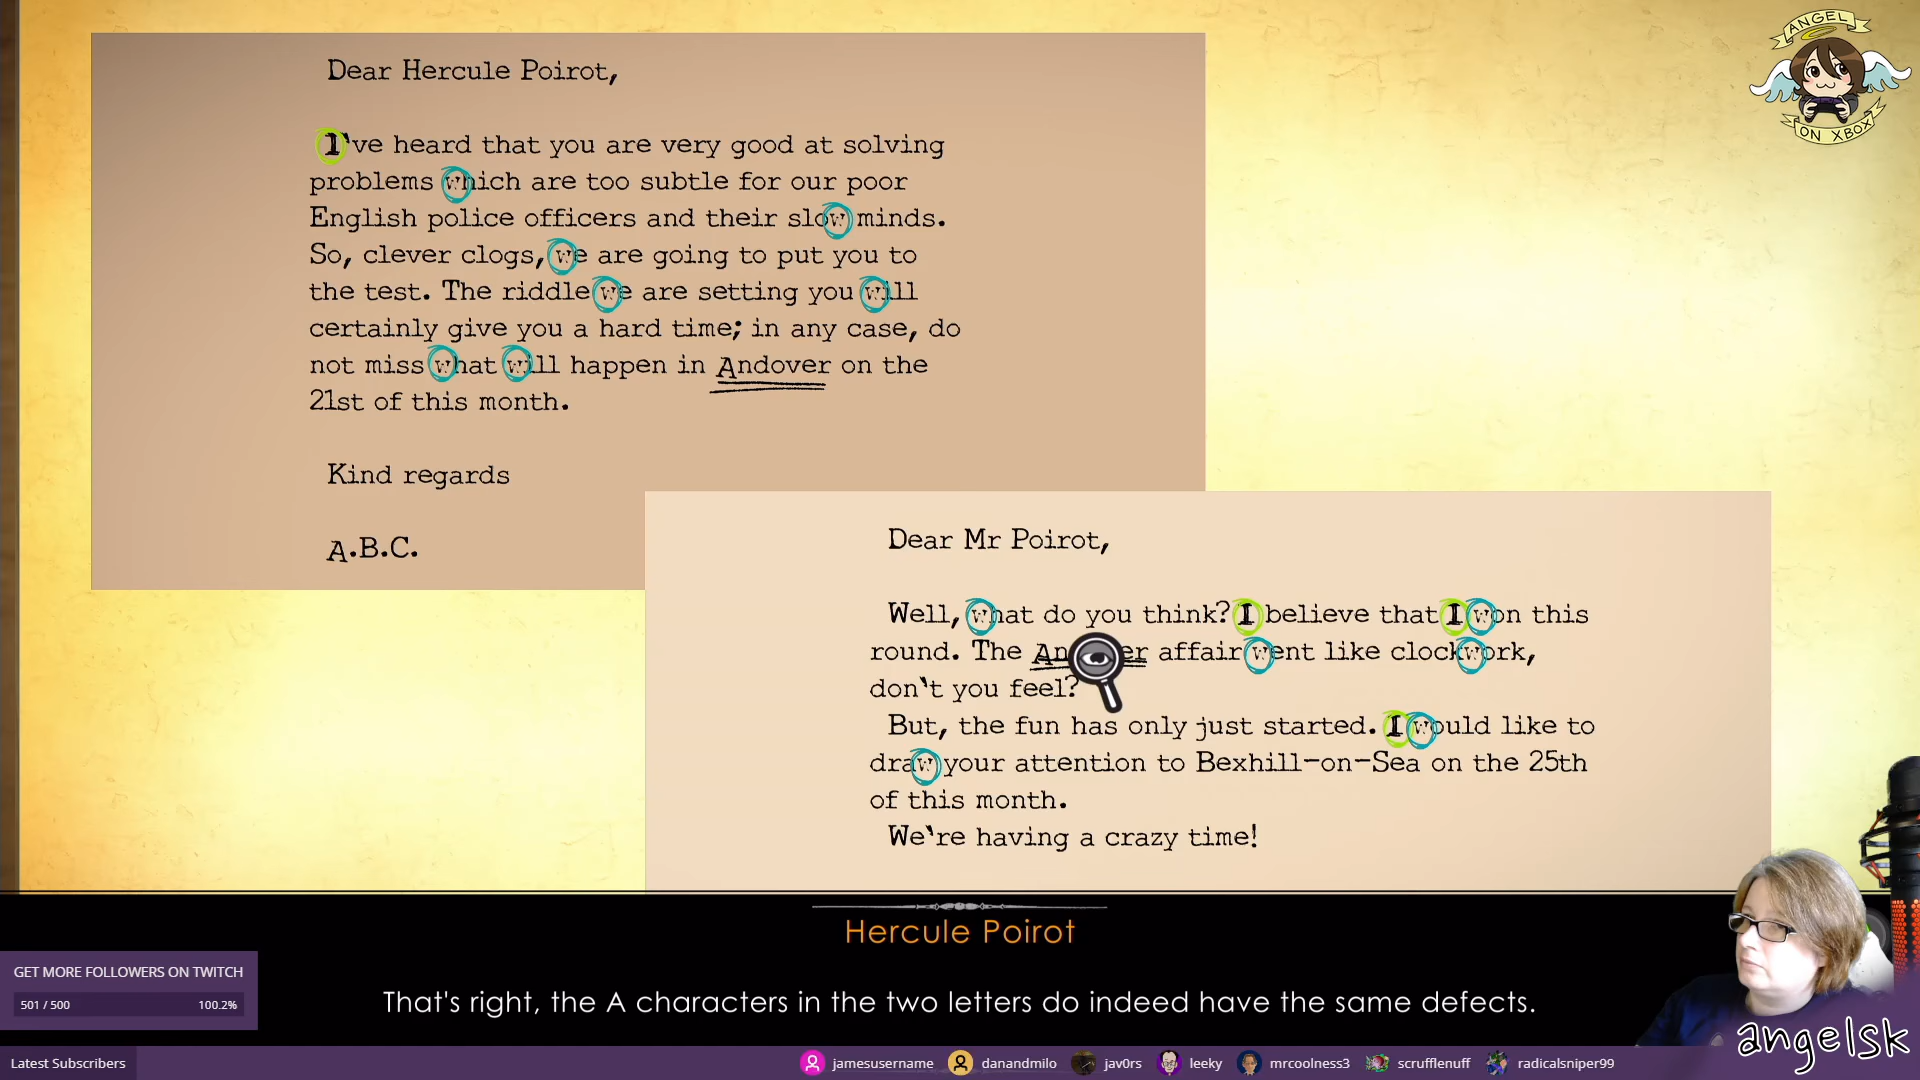 ANGEL
ON XBOX
Dear Hercule Poirot,
I've heard that you are very good at solving
problems which are too subtle for our poor
English police officers and their slow minds.
So, clever clogs, we are going to put you to
the test. The riddle we are setting you will
certainly give you a hard time; in any case, do
not miss what will happen in Andover on the
21st of this month.
Kind regards
A.B.C.
Dear Mr Poirot,
Well, what do you think? I believe that I won this
round. The affair went like clockwork,
don't you feel?
But, the fun has only just started. I would like to
draw your attention to Bexhill-on-Sea on the 25th
of this month.
We're having a crazy time!
Hercule Poirot
That's right, the A characters in the two letters do indeed have the same defects.
GET MORE FOLLOWERS ON TWITCH
501 / 500 100.2%
angelsk
Latest Subscribers jamesusername danandmilo jav0rs leeky mrcoolness3 scrufflenuff radicalsniper99